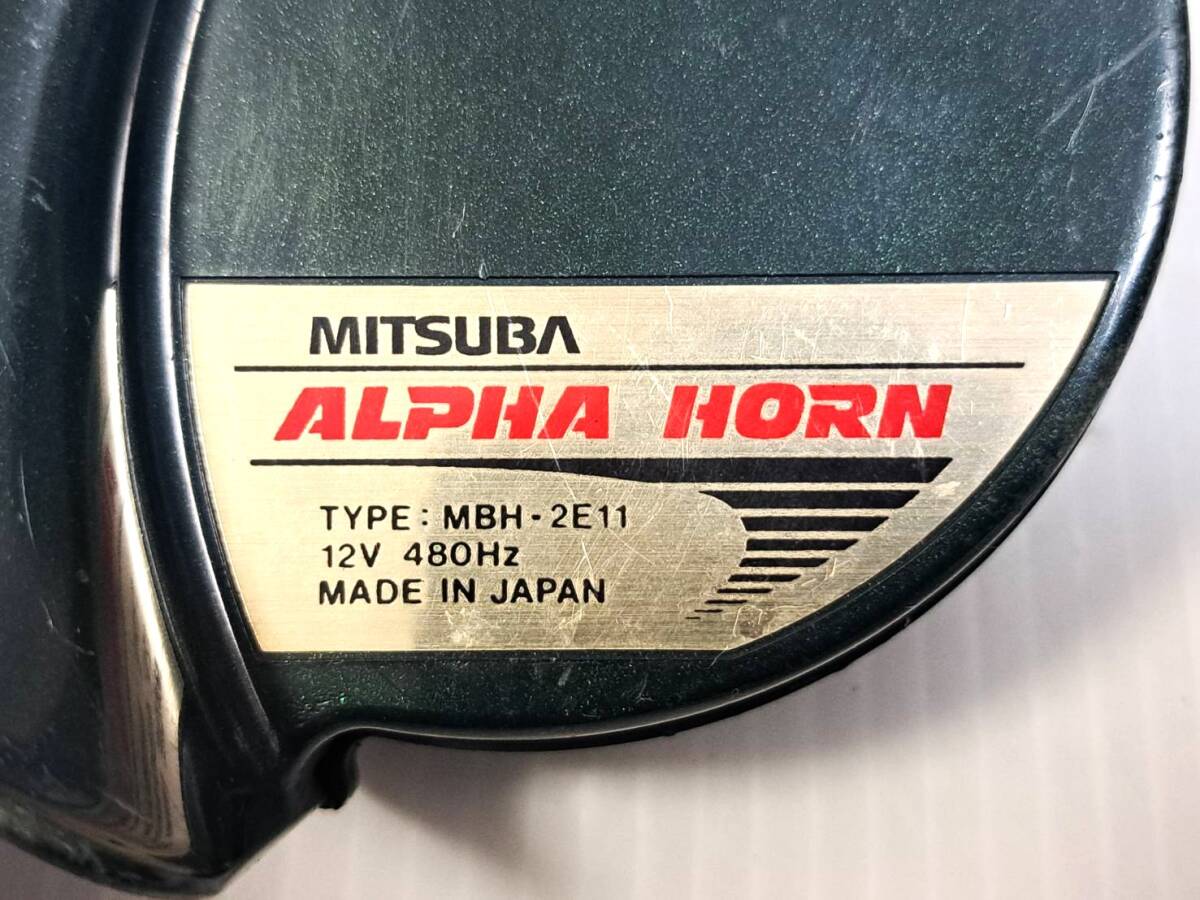 MITSUBA
ALPHA HORN
TYPE: MBH-2E11
12V 480Hz
MADE IN JAPAN